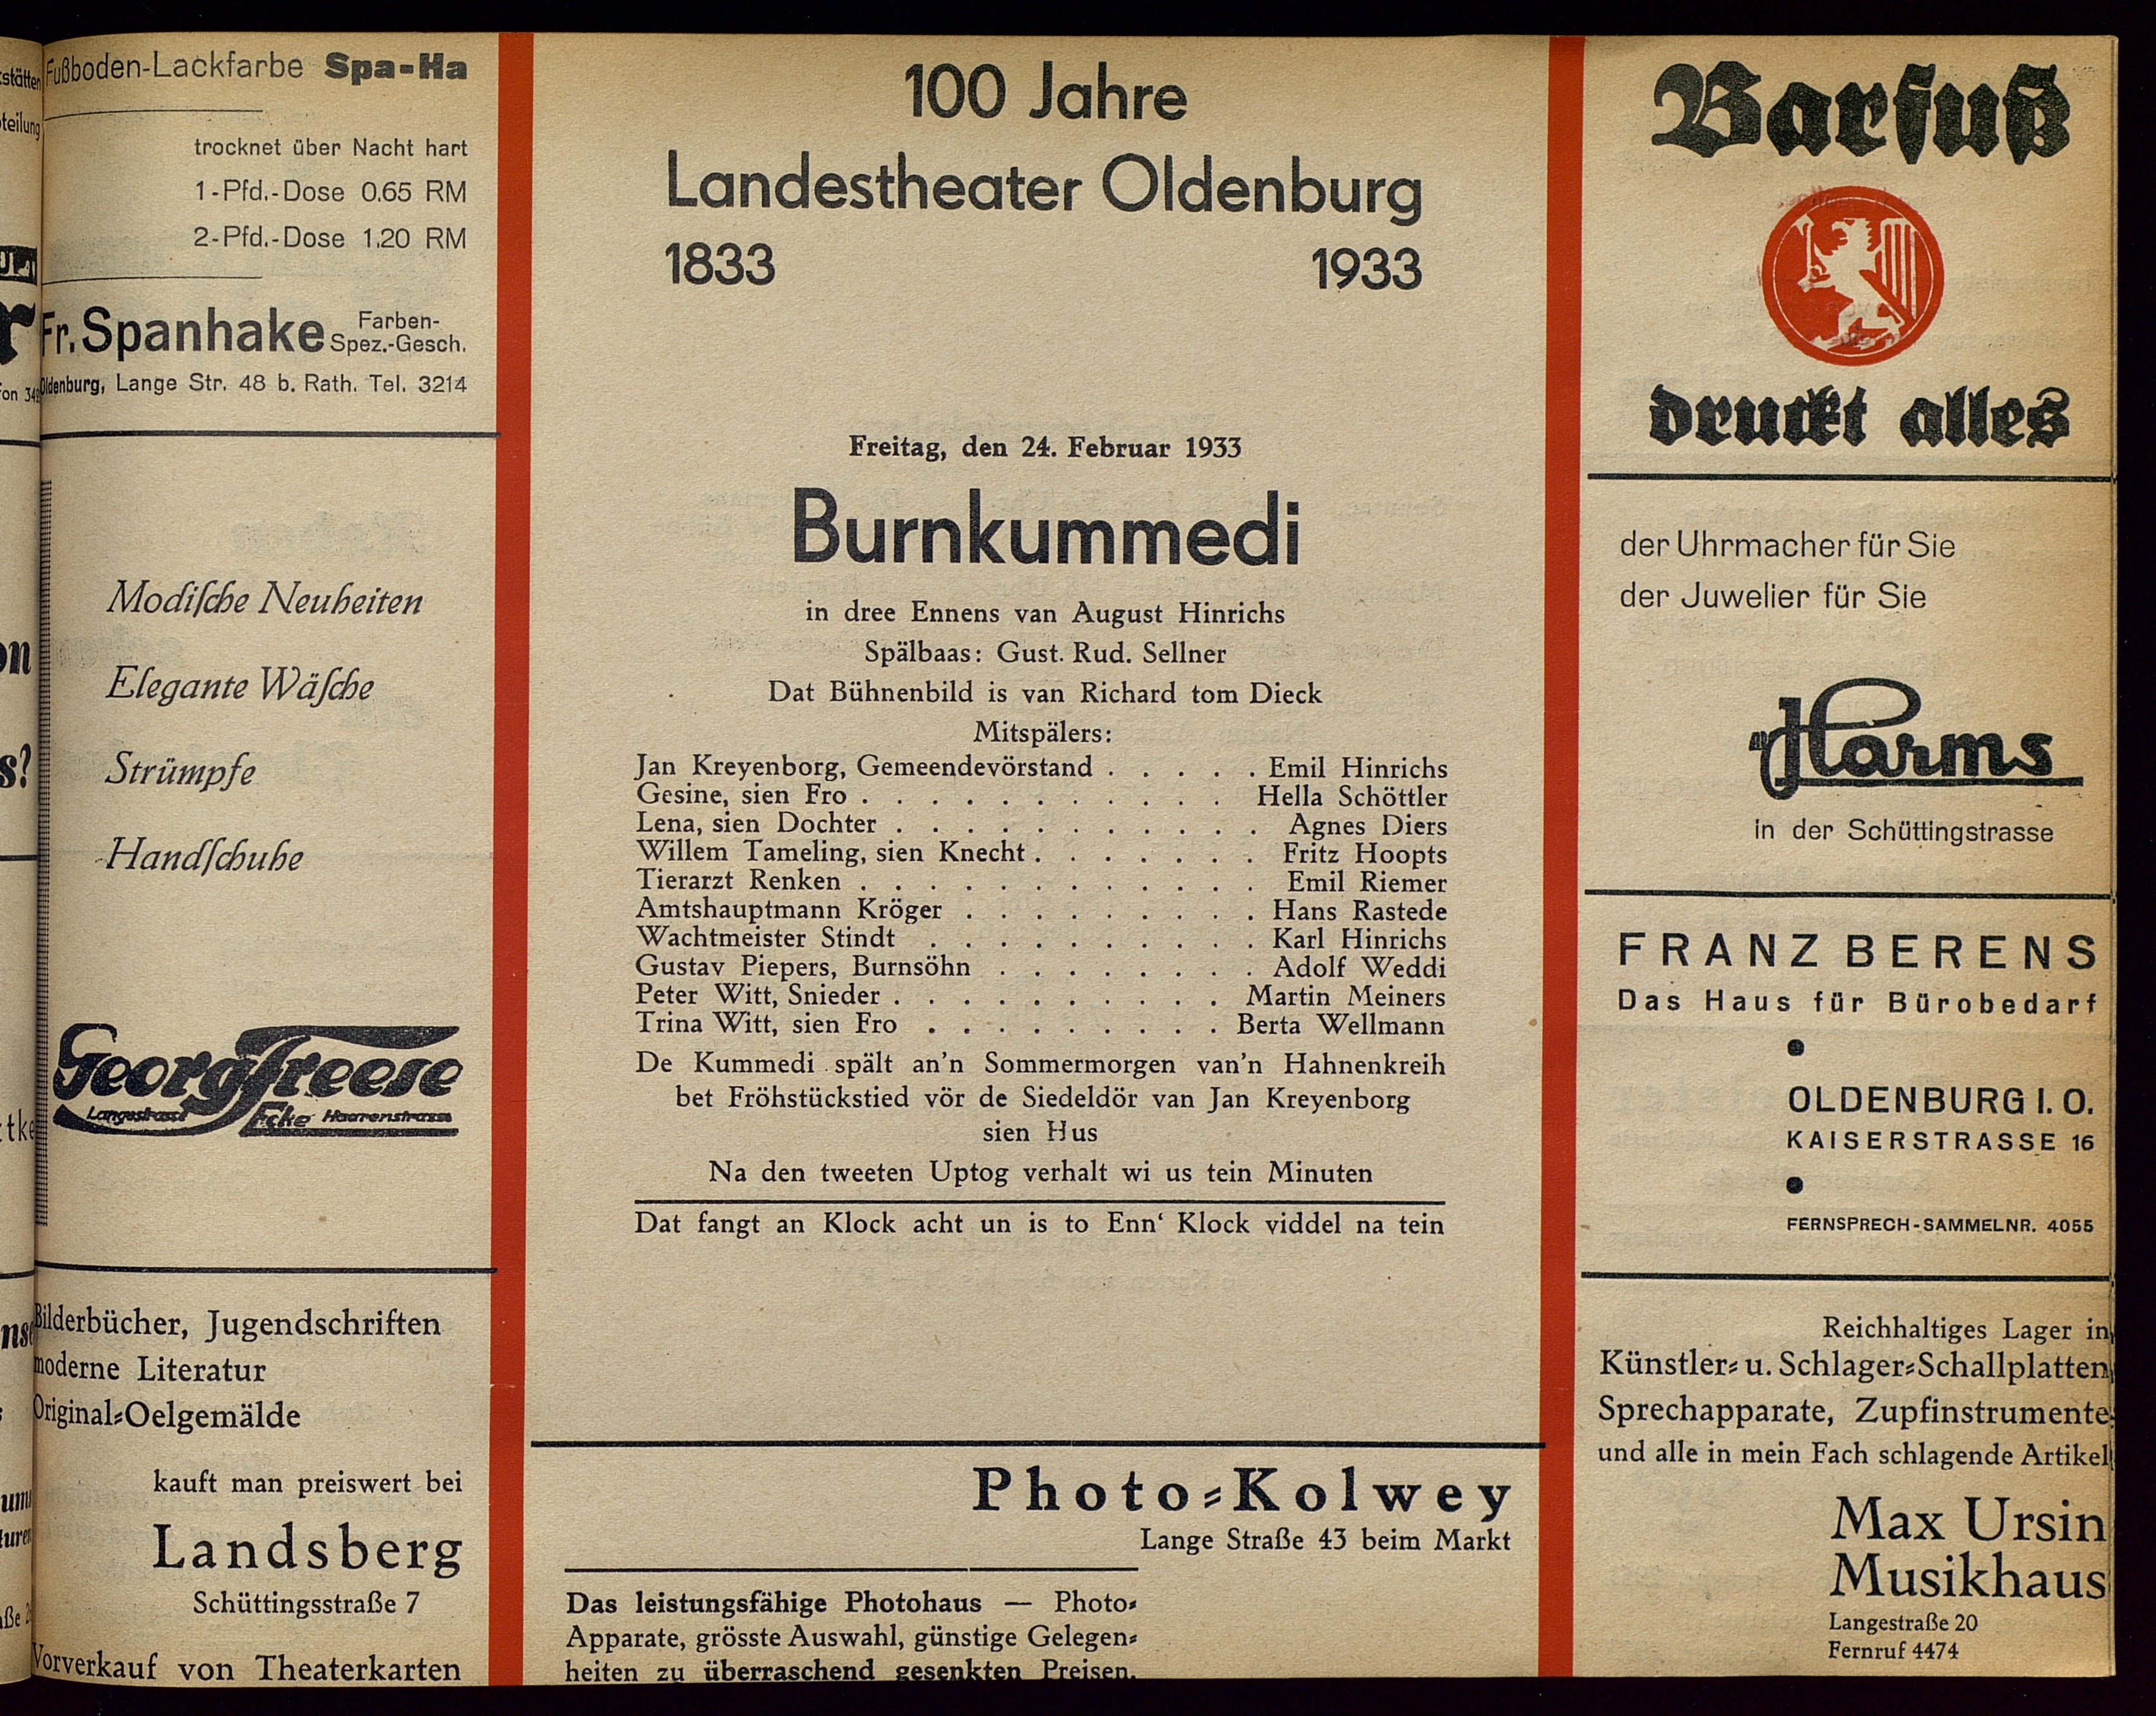 Fußboden-Lackfarbe Spa-Ha
trocknet über Nacht hart
1-Pfd.-Dose 0.65 RM
2-Pfd.-Dose 1,20 RM
Fr. Spanhake Farben-
Spez.-Gesch.
Oldenburg, Lange Str. 48 b. Rath. Tel. 3214
Modische Neuheiten
Elegante Wäsche
Strümpfe
Handschuhe
Georg Freese
Langestrasse Ecke Haarenstrasse
Bilderbücher, Jugendschriften
moderne Literatur
Original-Oelgemälde
kauft man preiswert bei
Landsberg
Schüttingsstraße 7
Vorverkauf von Theaterkarten
100 Jahre
Landestheater Oldenburg
1833 1933
Freitag, den 24. Februar 1933
Burnkummedi
in dree Ennens van August Hinrichs
Spälbaas: Gust. Rud. Sellner
Dat Bühnenbild is van Richard tom Dieck
Mitspälers:
Jan Kreyenborg, Gemeendevörstand . . . . . Emil Hinrichs
Gesine, sien Fro . . . . . . . . . . . Hella Schöttler
Lena, sien Dochter . . . . . . . . . . . Agnes Diers
Willem Tameling, sien Knecht . . . . . . . Fritz Hoopts
Tierarzt Renken . . . . . . . . . . . . Emil Riemer
Amtshauptmann Kröger . . . . . . . . . Hans Rastede
Wachtmeister Stindt . . . . . . . . . . Karl Hinrichs
Gustav Piepers, Burnsöhn . . . . . . . . Adolf Weddi
Peter Witt, Snieder . . . . . . . . . . Martin Meiners
Trina Witt, sien Fro . . . . . . . . . Berta Wellmann
De Kummedi spält an'n Sommermorgen van'n Hahnenkreih
bet Fröhstückstied vör de Siedeldör van Jan Kreyenborg
sien Hus
Na den tweeten Uptog verhalt wi us tein Minuten
Dat fangt an Klock acht un is to Enn' Klock viddel na tein
Photo-Kolwey
Lange Straße 43 beim Markt
Das leistungsfähige Photohaus — Photo-
Apparate, grösste Auswahl, günstige Gelegen-
heiten zu überraschend gesenkten Preisen.
Barfuß
druckt alles
der Uhrmacher für Sie
der Juwelier für Sie
Harms
in der Schüttingstrasse
FRANZ BERENS
Das Haus für Bürobedarf
OLDENBURG I. O.
KAISERSTRASSE 16
FERNSPRECH-SAMMELNR. 4055
Reichhaltiges Lager in
Künstler- u. Schlager-Schallplatten
Sprechapparate, Zupfinstrumente
und alle in mein Fach schlagende Artikel
Max Ursin
Musikhaus
Langestraße 20
Fernruf 4474